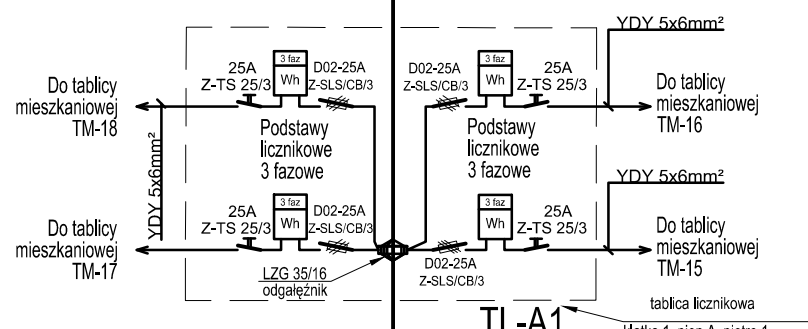 YDY 5x6mm²
25A
Z-TS 25/3
3 faz
Wh
D02-25A
Z-SLS/CB/3
D02-25A
Z-SLS/CB/3
3 faz
Wh
25A
Z-TS 25/3
Do tablicy
mieszkaniowej
TM-18
Podstawy
licznikowe
3 fazowe
Podstawy
licznikowe
3 fazowe
Do tablicy
mieszkaniowej
TM-16
YDY 5x6mm²
YDY 5x6mm²
25A
Z-TS 25/3
3 faz
Wh
D02-25A
Z-SLS/CB/3
3 faz
Wh
25A
Z-TS 25/3
Do tablicy
mieszkaniowej
TM-17
Do tablicy
mieszkaniowej
TM-15
LZG 35/16
odgałęźnik
D02-25A
Z-SLS/CB/3
TL-A1
tablica licznikowa